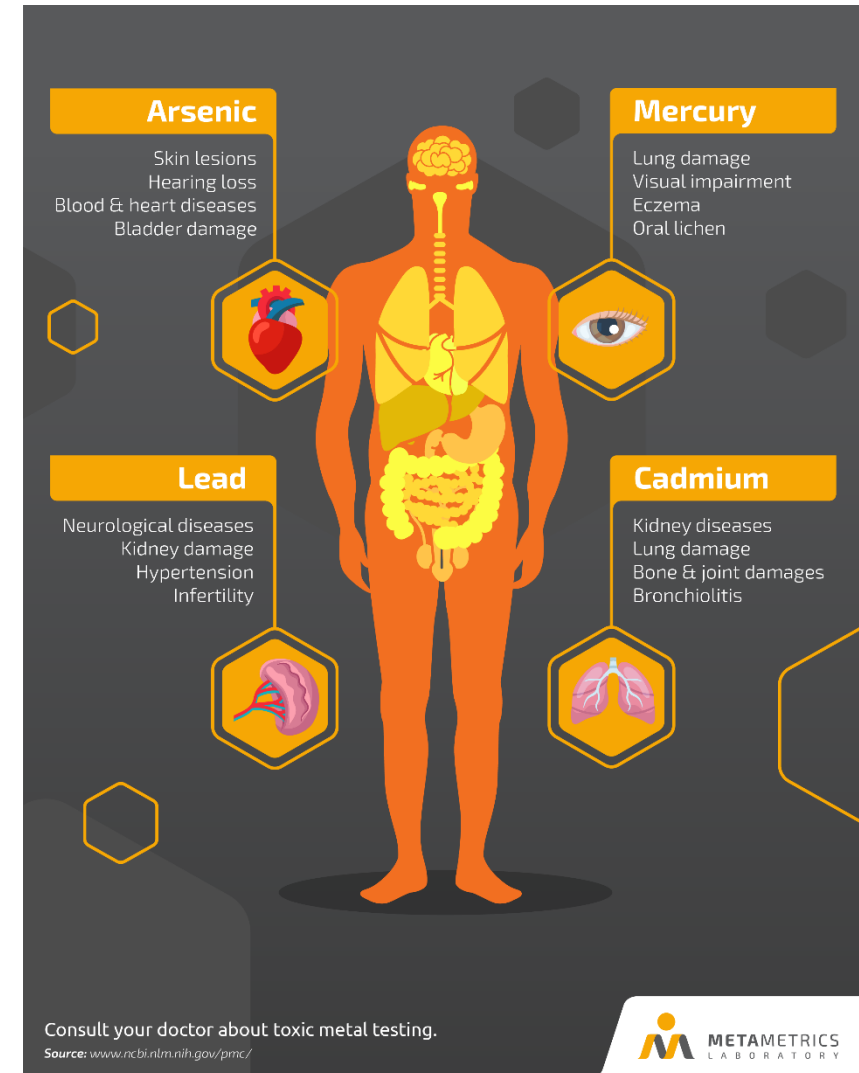 Arsenic
Skin lesions
Hearing loss
Blood & heart diseases
Bladder damage
Mercury
Lung damage
Visual impairment
Eczema
Oral lichen
Lead
Neurological diseases
Kidney damage
Hypertension
Infertility
Cadmium
Kidney diseases
Lung damage
Bone & joint damages
Bronchiolitis
Consult your doctor about toxic metal testing.
Source: www.ncbi.nlm.nih.gov/pmc/
METAMETRICS
LABORATORY